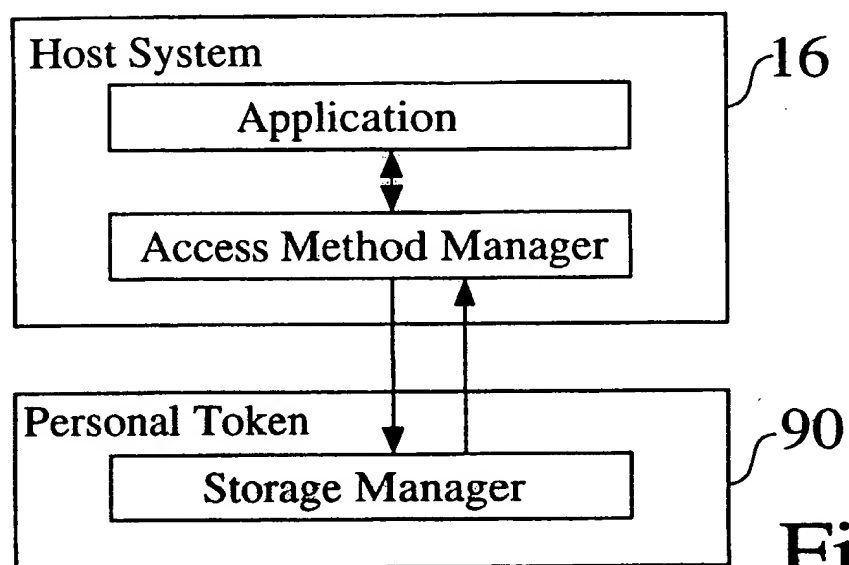 Host System
16
Application
Access Method Manager
Personal Token
90
Storage Manager